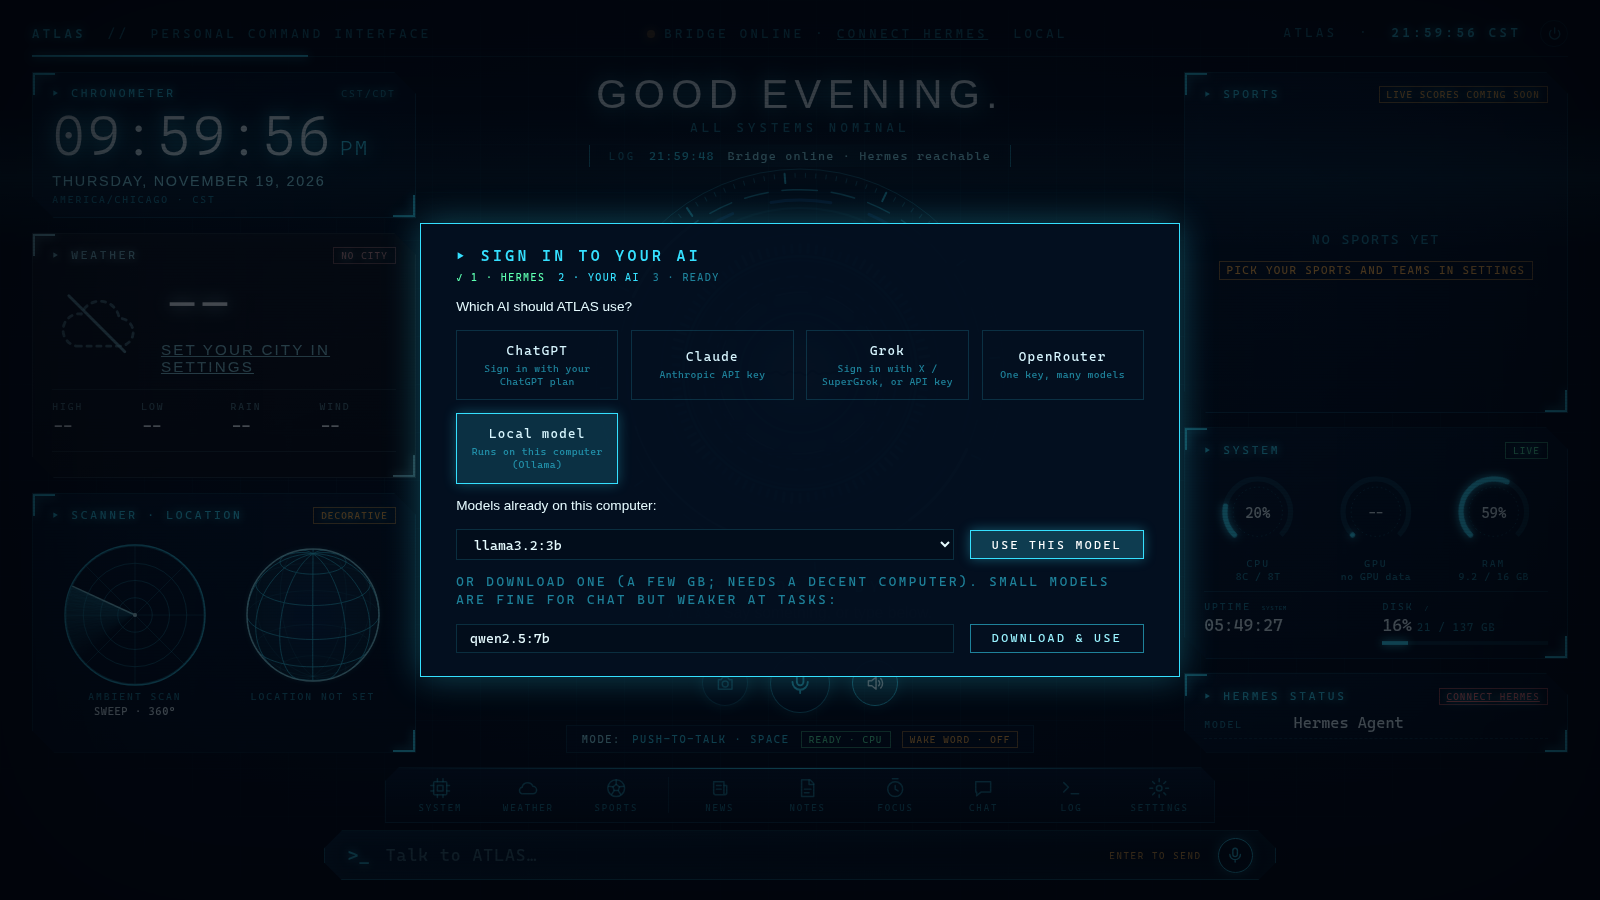 ATLAS // PERSONAL COMMAND INTERFACE
BRIDGE ONLINE · CONNECT HERMES LOCAL
ATLAS · 21:59:56 CST
CHRONOMETER CST/CDT
09:59:56 PM
THURSDAY, NOVEMBER 19, 2026
AMERICA/CHICAGO · CST
WEATHER NO CITY
--
SET YOUR CITY IN
SETTINGS
HIGH LOW RAIN WIND
-- -- -- --
SCANNER · LOCATION DECORATIVE
AMBIENT SCAN LOCATION NOT SET
SWEEP · 360°
GOOD EVENING.
ALL SYSTEMS NOMINAL
LOG 21:59:48 Bridge online · Hermes reachable
SIGN IN TO YOUR AI
✓ 1 · HERMES 2 · YOUR AI 3 · READY
Which AI should ATLAS use?
ChatGPT
Sign in with your
ChatGPT plan
Claude
Anthropic API key
Grok
Sign in with X /
SuperGrok, or API key
OpenRouter
One key, many models
Local model
Runs on this computer
(Ollama)
Models already on this computer:
llama3.2:3b USE THIS MODEL
OR DOWNLOAD ONE (A FEW GB; NEEDS A DECENT COMPUTER). SMALL MODELS
ARE FINE FOR CHAT BUT WEAKER AT TASKS:
qwen2.5:7b DOWNLOAD & USE
MODE: PUSH-TO-TALK · SPACE READY · CPU WAKE WORD · OFF
SYSTEM WEATHER SPORTS NEWS NOTES FOCUS CHAT LOG SETTINGS
>_ Talk to ATLAS… ENTER TO SEND
SPORTS LIVE SCORES COMING SOON
NO SPORTS YET
PICK YOUR SPORTS AND TEAMS IN SETTINGS
SYSTEM LIVE
20% -- 59%
CPU GPU RAM
8C / 8T no GPU data 9.2 / 16 GB
UPTIME SYSTEM DISK /
05:49:27 16% 21 / 137 GB
HERMES STATUS CONNECT HERMES
MODEL Hermes Agent